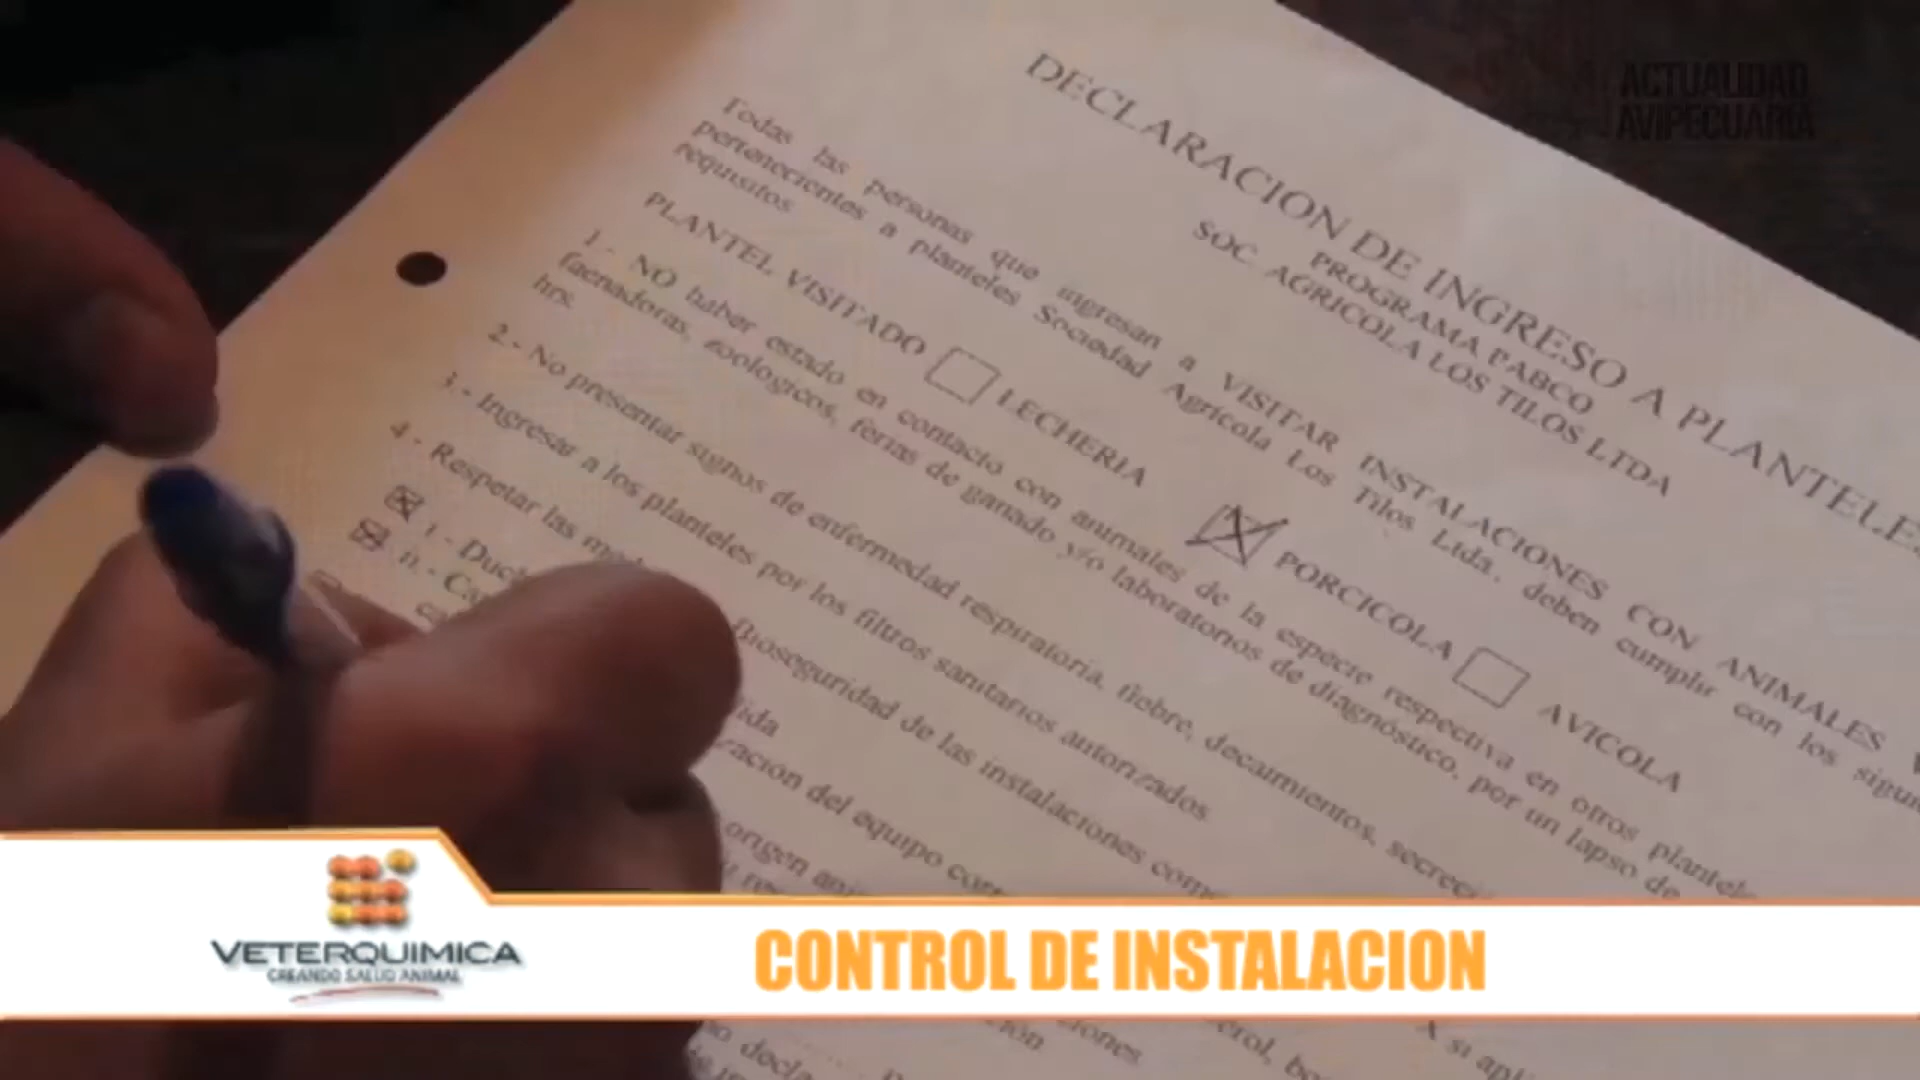 ACTUALIDAD
AVIPECUARIA
DECLARACION DE INGRESO A PLANTELES
PROGRAMA PABCO
SOC. AGRICOLA LOS TILOS LTDA
Todas las personas que ingresan a VISITAR INSTALACIONES CON ANIMALES
pertenecientes a planteles Sociedad Agrícola Los Tilos Ltda., deben cumplir con los
requisitos
PLANTEL VISITADO LECHERIA PORCICOLA AVICOLA
1.- NO haber estado en contacto con animales de la especie respectiva en otros
faenadoras, zoológicos, ferias de ganado y/o laboratorios de diagnóstico, por un lapso de
hrs.
2.- No presentar signos de enfermedad respiratoria, fiebre, decaimientos,
3.- Ingresar a los planteles por los filtros sanitarios autorizados
4.- Respetar las Bioseguridad de las instalaciones
del equipo
origen
VETERQUIMICA
CREANDO SALUD ANIMAL
CONTROL DE INSTALACION